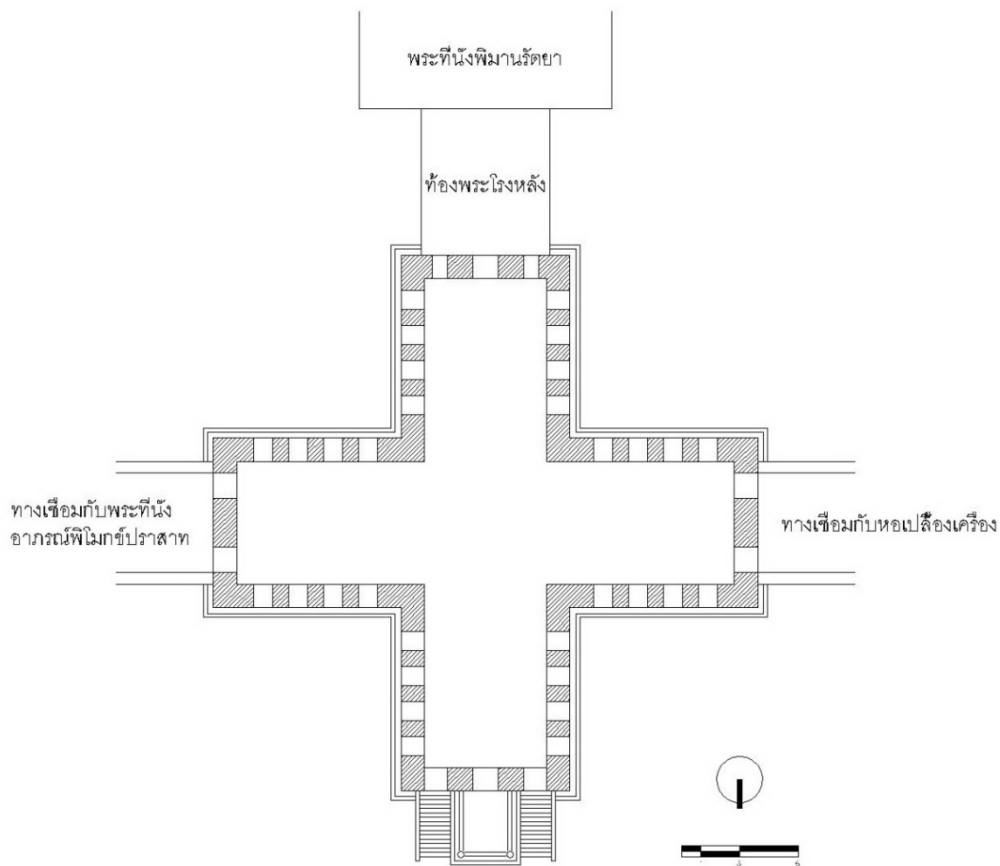 พระที่นั่งพิมานรัตยา
ท้องพระโรงหลัง
ทางเชื่อมกับพระที่นั่ง
อาภรณ์พิโมกข์ปราสาท
ทางเชื่อมกับหอเปลื้องเครื่อง